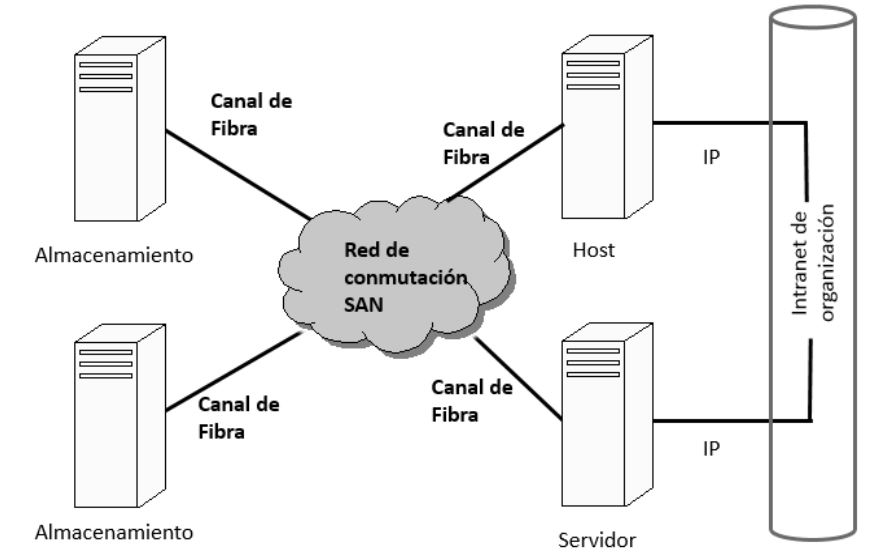 Canal de
Fibra
Canal de
Fibra
IP
Almacenamiento
Host
Red de
conmutación
SAN
Intranet de
organización
Canal de
Fibra
Canal de
Fibra
IP
Almacenamiento
Servidor